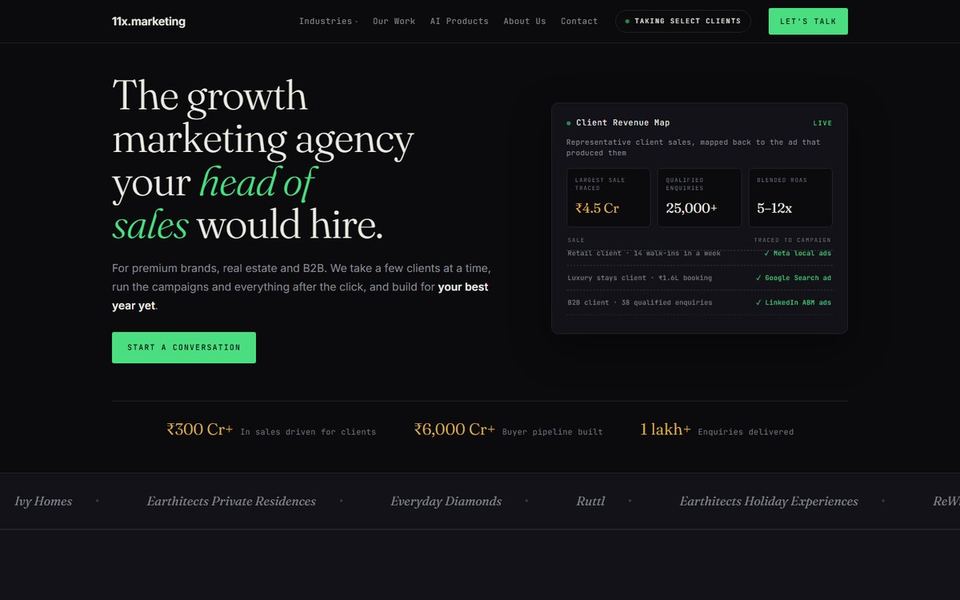 11x.marketing
Industries
Our Work
AI Products
About Us
Contact
TAKING SELECT CLIENTS
LET'S TALK
The growth
marketing agency
your head of
sales would hire.
For premium brands, real estate and B2B. We take a few clients at a time,
run the campaigns and everything after the click, and build for your best
year yet.
START A CONVERSATION
Client Revenue Map
LIVE
Representative client sales, mapped back to the ad that
produced them
LARGEST SALE
TRACED
₹4.5 Cr
QUALIFIED
ENQUIRIES
25,000+
BLENDED ROAS
5–12x
SALE
TRACED TO CAMPAIGN
Retail client · 14 walk-ins in a week
✓ Meta local ads
Luxury stays client · ₹1.6L booking
✓ Google Search ad
B2B client · 38 qualified enquiries
✓ LinkedIn ABM ads
₹300 Cr+ In sales driven for clients
₹6,000 Cr+ Buyer pipeline built
1 lakh+ Enquiries delivered
Ivy Homes
Earthitects Private Residences
Everyday Diamonds
Ruttl
Earthitects Holiday Experiences
ReW